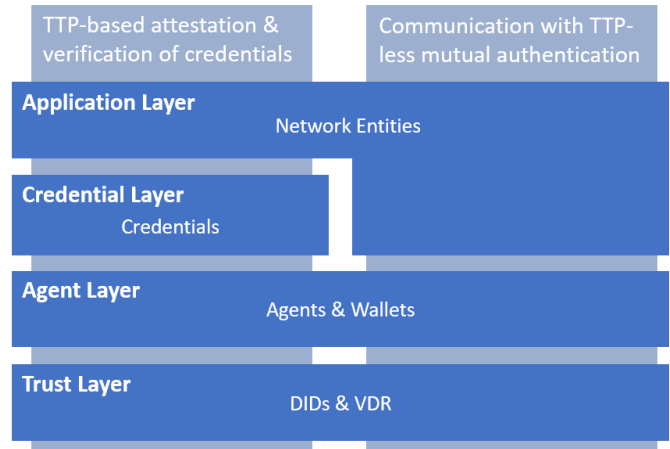 TTP-based attestation &
verification of credentials
Communication with TTP-
less mutual authentication
Application Layer
Network Entities
Credential Layer
Credentials
Agent Layer
Agents & Wallets
Trust Layer
DIDs & VDR